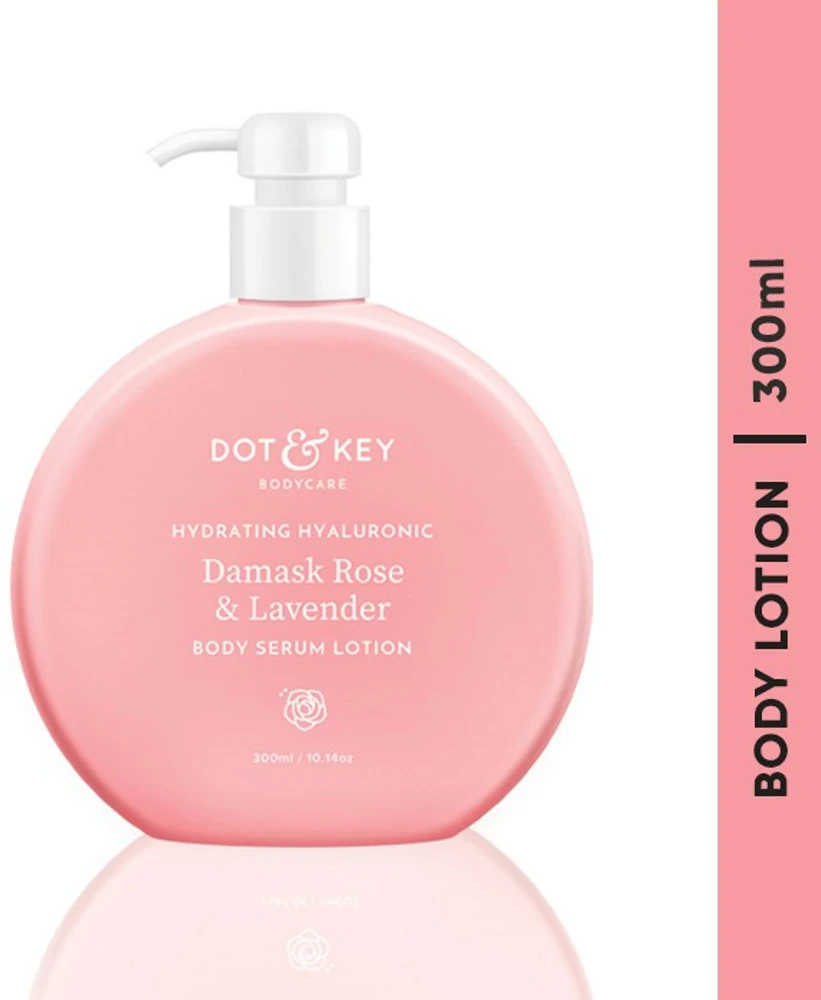 DOT & KEY
BODYCARE
HYDRATING HYALURONIC
Damask Rose
& Lavender
BODY SERUM LOTION
300ml / 10.14oz
BODY LOTION | 300ml